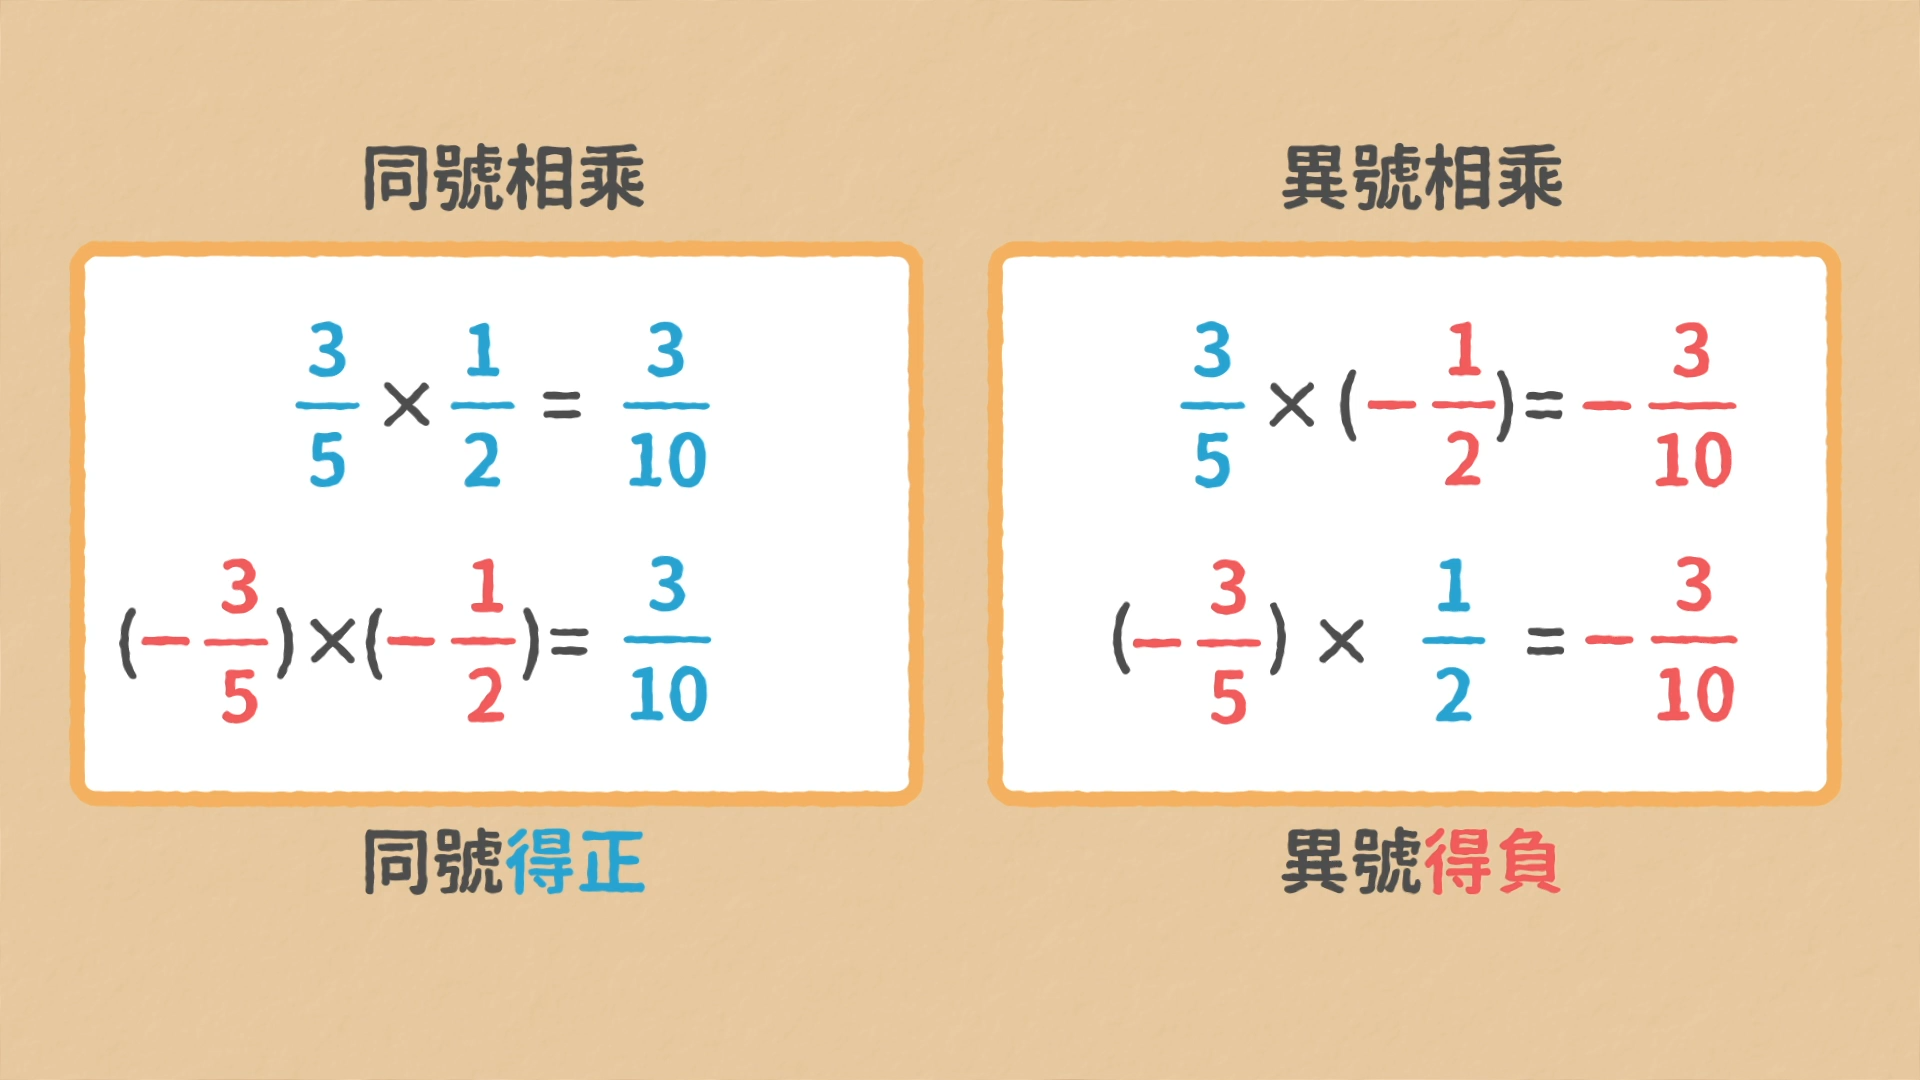 同號相乘
3/5 × 1/2 = 3/10
(-3/5)×(-1/2)= 3/10
同號得正
異號相乘
3/5 ×(-1/2)= -3/10
(-3/5) × 1/2 = -3/10
異號得負